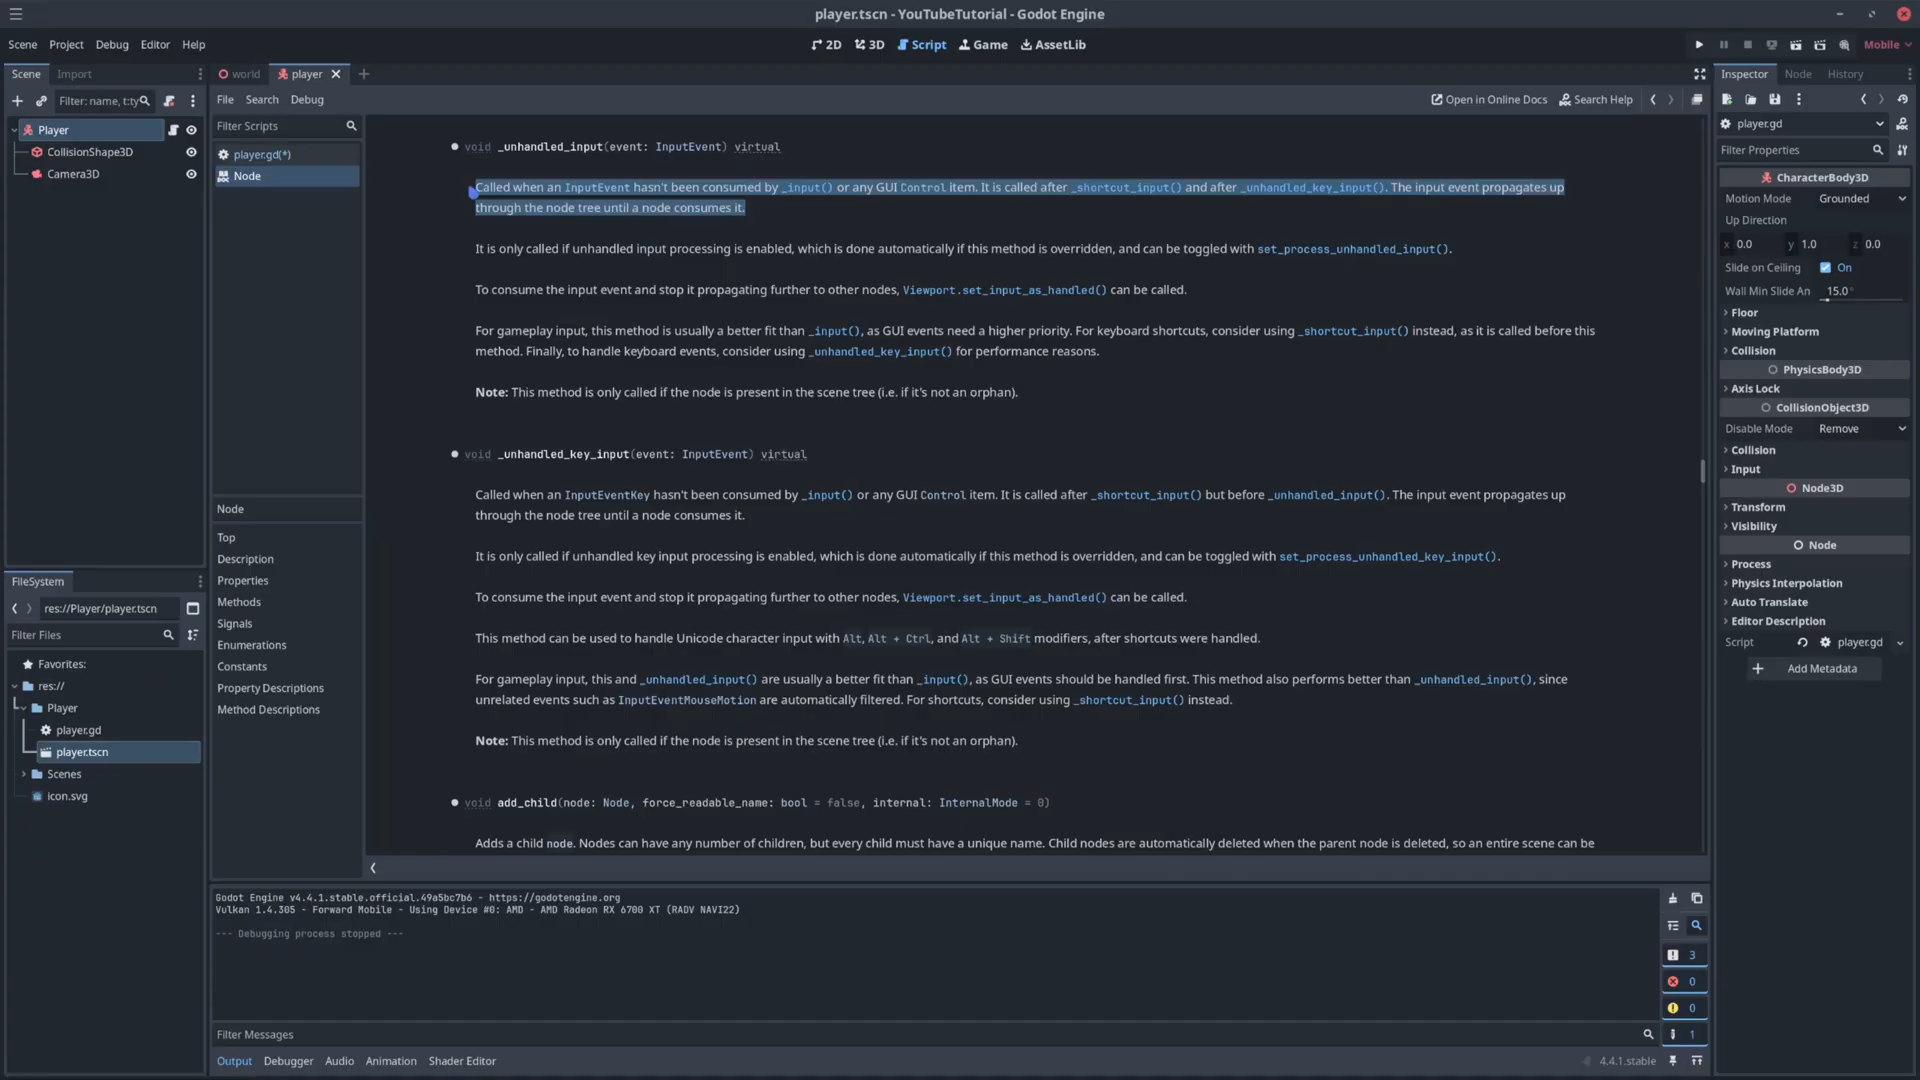 player.tscn - YouTubeTutorial - Godot Engine
Scene Project Debug Editor Help
2D 3D Script Game AssetLib
Mobile
Scene Import
Filter: name, t:ty
Player
CollisionShape3D
Camera3D
FileSystem
res://Player/player.tscn
Filter Files
Favorites:
res://
Player
player.gd
player.tscn
Scenes
icon.svg
world player
File Search Debug
Open in Online Docs Search Help
Filter Scripts
player.gd(*)
Node
Node
Top
Description
Properties
Methods
Signals
Enumerations
Constants
Property Descriptions
Method Descriptions
void _unhandled_input(event: InputEvent) virtual
Called when an InputEvent hasn't been consumed by _input() or any GUI Control item. It is called after _shortcut_input() and after _unhandled_key_input(). The input event propagates up
through the node tree until a node consumes it.
It is only called if unhandled input processing is enabled, which is done automatically if this method is overridden, and can be toggled with set_process_unhandled_input().
To consume the input event and stop it propagating further to other nodes, Viewport.set_input_as_handled() can be called.
For gameplay input, this method is usually a better fit than _input(), as GUI events need a higher priority. For keyboard shortcuts, consider using _shortcut_input() instead, as it is called before this
method. Finally, to handle keyboard events, consider using _unhandled_key_input() for performance reasons.
Note: This method is only called if the node is present in the scene tree (i.e. if it's not an orphan).
void _unhandled_key_input(event: InputEvent) virtual
Called when an InputEventKey hasn't been consumed by _input() or any GUI Control item. It is called after _shortcut_input() but before _unhandled_input(). The input event propagates up
through the node tree until a node consumes it.
It is only called if unhandled key input processing is enabled, which is done automatically if this method is overridden, and can be toggled with set_process_unhandled_key_input().
To consume the input event and stop it propagating further to other nodes, Viewport.set_input_as_handled() can be called.
This method can be used to handle Unicode character input with Alt, Alt + Ctrl, and Alt + Shift modifiers, after shortcuts were handled.
For gameplay input, this and _unhandled_input() are usually a better fit than _input(), as GUI events should be handled first. This method also performs better than _unhandled_input(), since
unrelated events such as InputEventMouseMotion are automatically filtered. For shortcuts, consider using _shortcut_input() instead.
Note: This method is only called if the node is present in the scene tree (i.e. if it's not an orphan).
void add_child(node: Node, force_readable_name: bool = false, internal: InternalMode = 0)
Adds a child node. Nodes can have any number of children, but every child must have a unique name. Child nodes are automatically deleted when the parent node is deleted, so an entire scene can be
Godot Engine v4.4.1.stable.official.49a5bc7b6 - https://godotengine.org
Vulkan 1.4.305 - Forward Mobile - Using Device #0: AMD - AMD Radeon RX 6700 XT (RADV NAVI22)
--- Debugging process stopped ---
3
0
0
1
Filter Messages
Output Debugger Audio Animation Shader Editor
4.4.1.stable
Inspector Node History
player.gd
Filter Properties
CharacterBody3D
Motion Mode Grounded
Up Direction
x 0.0 y 1.0 z 0.0
Slide on Ceiling On
Wall Min Slide An 15.0°
Floor
Moving Platform
Collision
PhysicsBody3D
Axis Lock
CollisionObject3D
Disable Mode Remove
Collision
Input
Node3D
Transform
Visibility
Node
Process
Physics Interpolation
Auto Translate
Editor Description
Script player.gd
Add Metadata